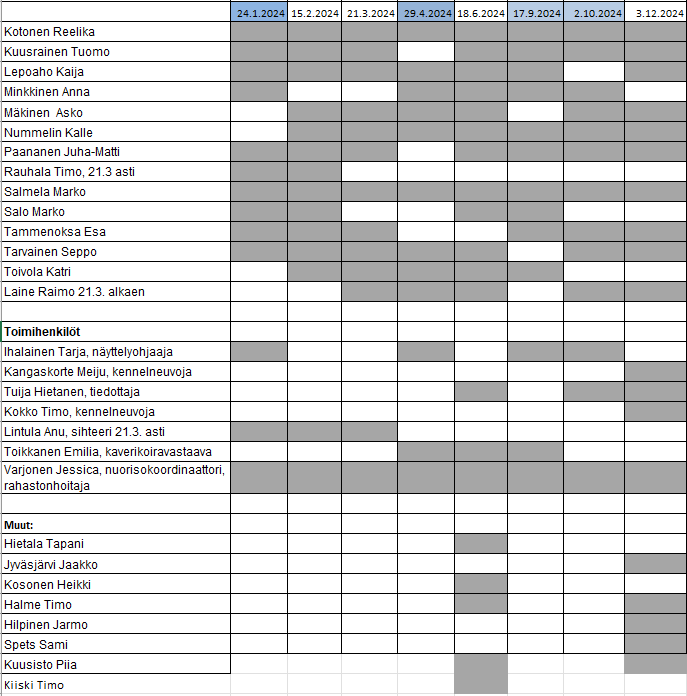 24.1.2024 15.2.2024 21.3.2024 29.4.2024 18.6.2024 17.9.2024 2.10.2024 3.12.2024
Kotonen Reelika
Kuusrainen Tuomo
Lepoaho Kaija
Minkkinen Anna
Mäkinen  Asko
Nummelin Kalle
Paananen Juha-Matti
Rauhala Timo, 21.3 asti
Salmela Marko
Salo Marko
Tammenoksa Esa
Tarvainen Seppo
Toivola Katri
Laine Raimo 21.3. alkaen
Toimihenkilöt
Ihalainen Tarja, näyttelyohjaaja
Kangaskorte Meiju, kennelneuvoja
Tuija Hietanen, tiedottaja
Kokko Timo, kennelneuvoja
Lintula Anu, sihteeri 21.3. asti
Toikkanen Emilia, kaverikoiravastaava
Varjonen Jessica, nuorisokoordinaattori,
rahastonhoitaja
Muut:
Hietala Tapani
Jyväsjärvi Jaakko
Kosonen Heikki
Halme Timo
Hilpinen Jarmo
Spets Sami
Kuusisto Piia
Kiiski Timo